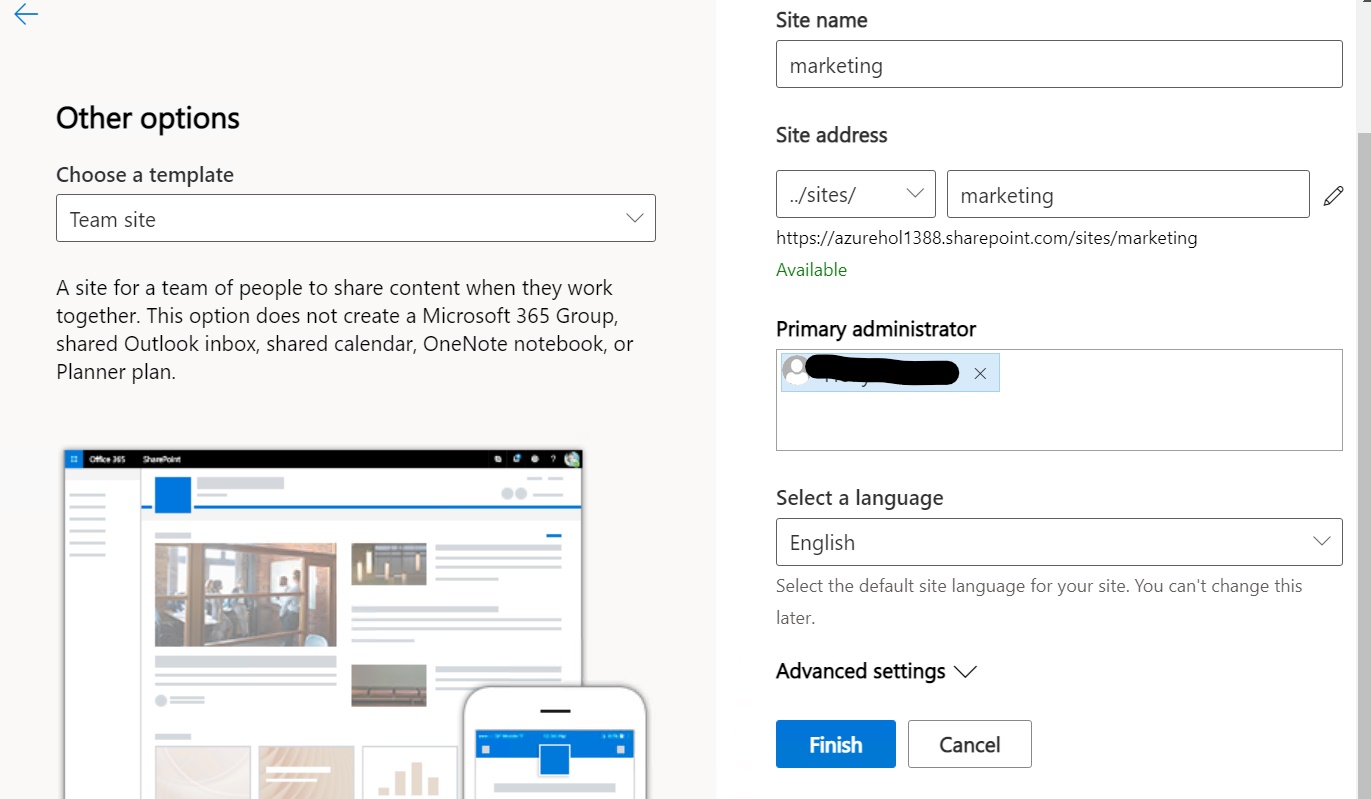 Other options
Choose a template
Team site
A site for a team of people to share content when they work
together. This option does not create a Microsoft 365 Group,
shared Outlook inbox, shared calendar, OneNote notebook, or
Planner plan.
Office 365 SharePoint
Site name
marketing
Site address
../sites/ marketing
https://azurehol1388.sharepoint.com/sites/marketing
Available
Primary administrator
Select a language
English
Select the default site language for your site. You can't change this
later.
Advanced settings
Finish Cancel